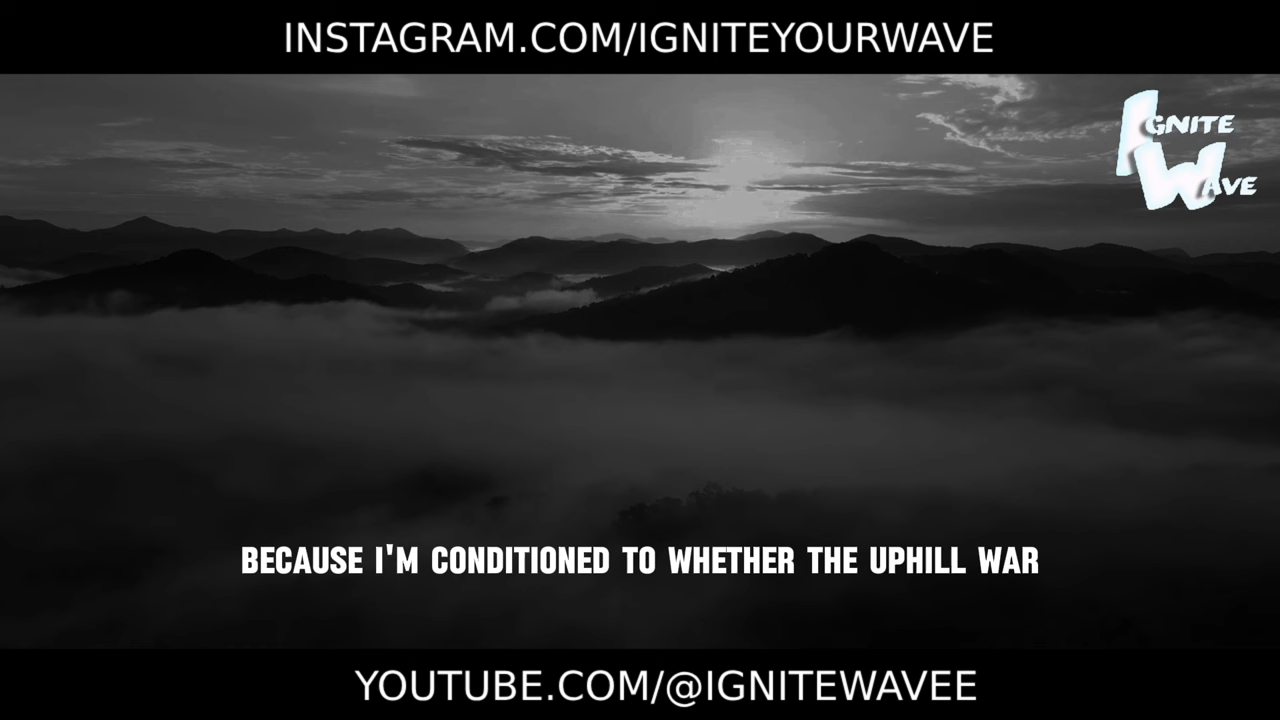 INSTAGRAM.COM/IGNITEYOURWAVE
IGNITE
WAVE
BECAUSE I'M CONDITIONED TO WHETHER THE UPHILL WAR
YOUTUBE.COM/@IGNITEWAVEE